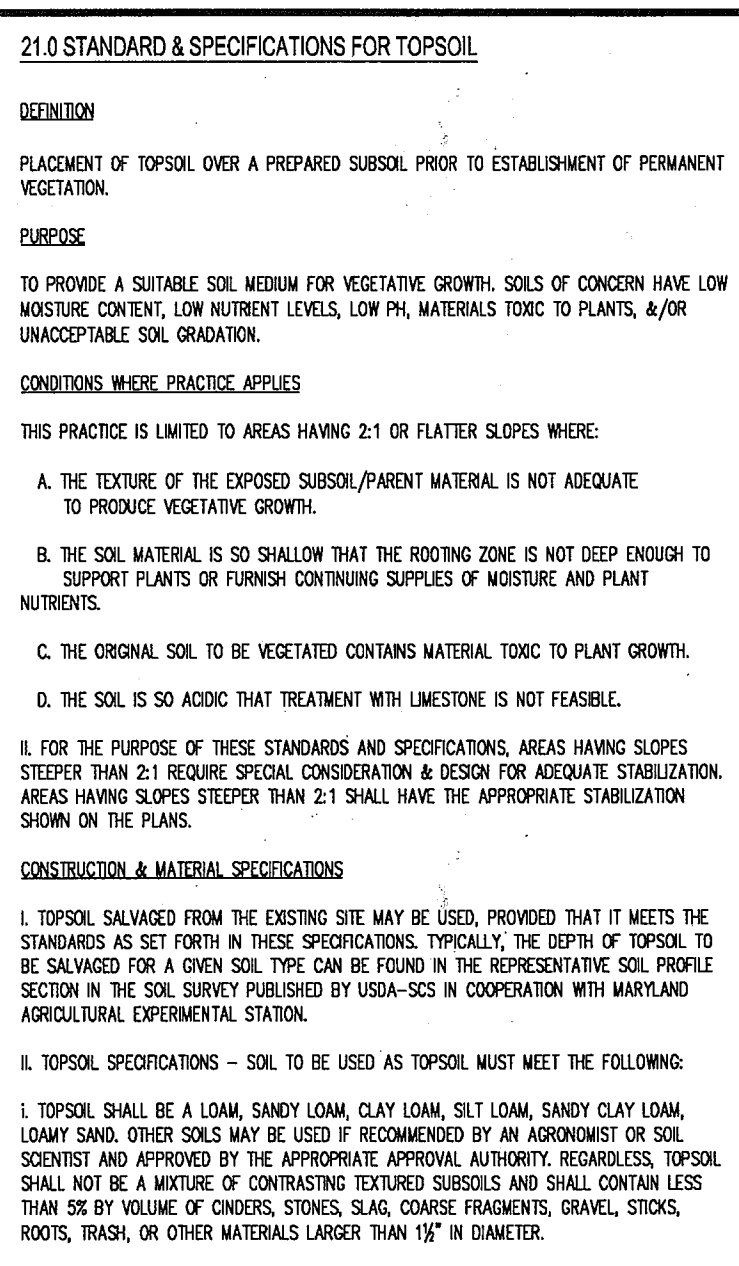 21.0 STANDARD & SPECIFICATIONS FOR TOPSOIL
DEFINITION
PLACEMENT OF TOPSOIL OVER A PREPARED SUBSOIL PRIOR TO ESTABLISHMENT OF PERMANENT
VEGETATION.
PURPOSE
TO PROVIDE A SUITABLE SOIL MEDIUM FOR VEGETATIVE GROWTH. SOILS OF CONCERN HAVE LOW
MOISTURE CONTENT, LOW NUTRIENT LEVELS, LOW PH, MATERIALS TOXIC TO PLANTS, &/OR
UNACCEPTABLE SOIL GRADATION.
CONDITIONS WHERE PRACTICE APPLIES
THIS PRACTICE IS LIMITED TO AREAS HAVING 2:1 OR FLATTER SLOPES WHERE:
A. THE TEXTURE OF THE EXPOSED SUBSOIL/PARENT MATERIAL IS NOT ADEQUATE
TO PRODUCE VEGETATIVE GROWTH.
B. THE SOIL MATERIAL IS SO SHALLOW THAT THE ROOTING ZONE IS NOT DEEP ENOUGH TO
SUPPORT PLANTS OR FURNISH CONTINUING SUPPLIES OF MOISTURE AND PLANT
NUTRIENTS.
C. THE ORIGINAL SOIL TO BE VEGETATED CONTAINS MATERIAL TOXIC TO PLANT GROWTH.
D. THE SOIL IS SO ACIDIC THAT TREATMENT WITH LIMESTONE IS NOT FEASIBLE.
II. FOR THE PURPOSE OF THESE STANDARDS AND SPECIFICATIONS, AREAS HAVING SLOPES
STEEPER THAN 2:1 REQUIRE SPECIAL CONSIDERATION & DESIGN FOR ADEQUATE STABILIZATION.
AREAS HAVING SLOPES STEEPER THAN 2:1 SHALL HAVE THE APPROPRIATE STABILIZATION
SHOWN ON THE PLANS.
CONSTRUCTION & MATERIAL SPECIFICATIONS
I. TOPSOIL SALVAGED FROM THE EXISTING SITE MAY BE USED, PROVIDED THAT IT MEETS THE
STANDARDS AS SET FORTH IN THESE SPECIFICATIONS. TYPICALLY, THE DEPTH OF TOPSOIL TO
BE SALVAGED FOR A GIVEN SOIL TYPE CAN BE FOUND IN THE REPRESENTATIVE SOIL PROFILE
SECTION IN THE SOIL SURVEY PUBLISHED BY USDA-SCS IN COOPERATION WITH MARYLAND
AGRICULTURAL EXPERIMENTAL STATION.
II. TOPSOIL SPECIFICATIONS - SOIL TO BE USED AS TOPSOIL MUST MEET THE FOLLOWING:
i. TOPSOIL SHALL BE A LOAM, SANDY LOAM, CLAY LOAM, SILT LOAM, SANDY CLAY LOAM,
LOAMY SAND. OTHER SOILS MAY BE USED IF RECOMMENDED BY AN AGRONOMIST OR SOIL
SCIENTIST AND APPROVED BY THE APPROPRIATE APPROVAL AUTHORITY. REGARDLESS, TOPSOIL
SHALL NOT BE A MIXTURE OF CONTRASTING TEXTURED SUBSOILS AND SHALL CONTAIN LESS
THAN 5% BY VOLUME OF CINDERS, STONES, SLAG, COARSE FRAGMENTS, GRAVEL, STICKS,
ROOTS, TRASH, OR OTHER MATERIALS LARGER THAN 1½" IN DIAMETER.